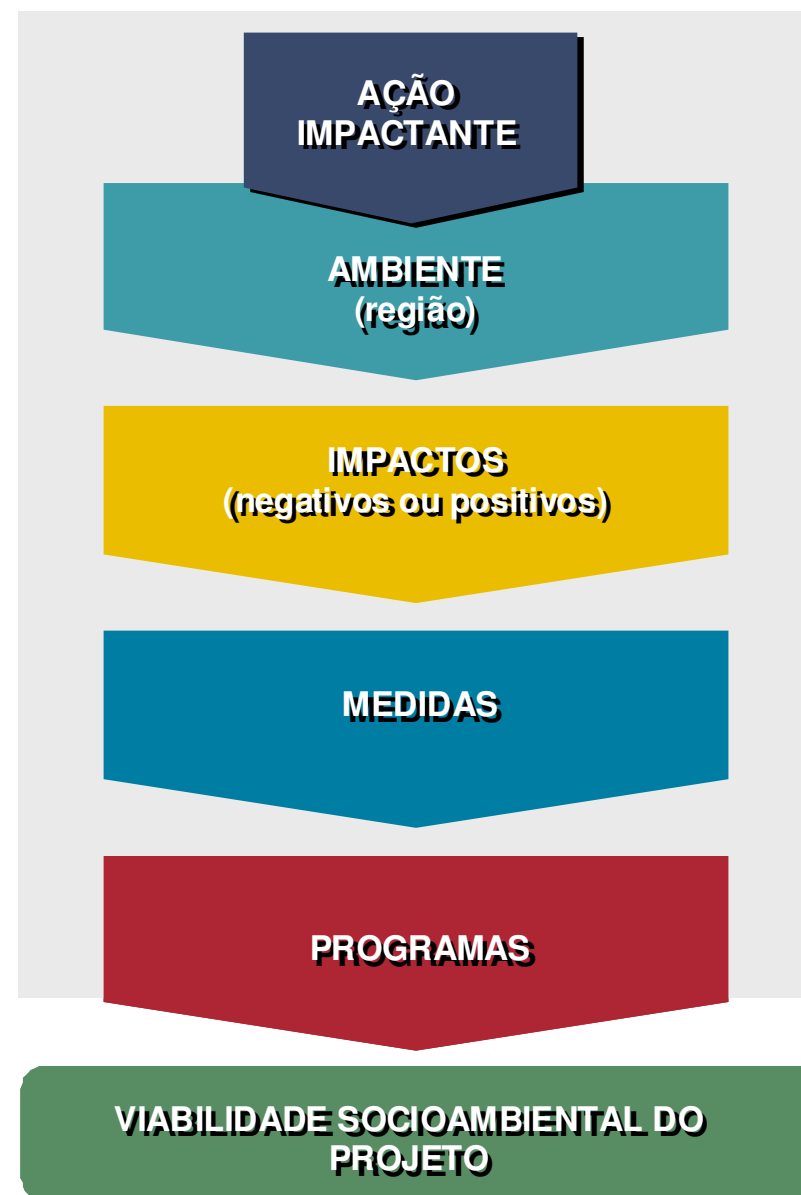 AÇÃO
IMPACTANTE
AMBIENTE
(região)
IMPACTOS
(negativos ou positivos)
MEDIDAS
PROGRAMAS
VIABILIDADE SOCIOAMBIENTAL DO
PROJETO